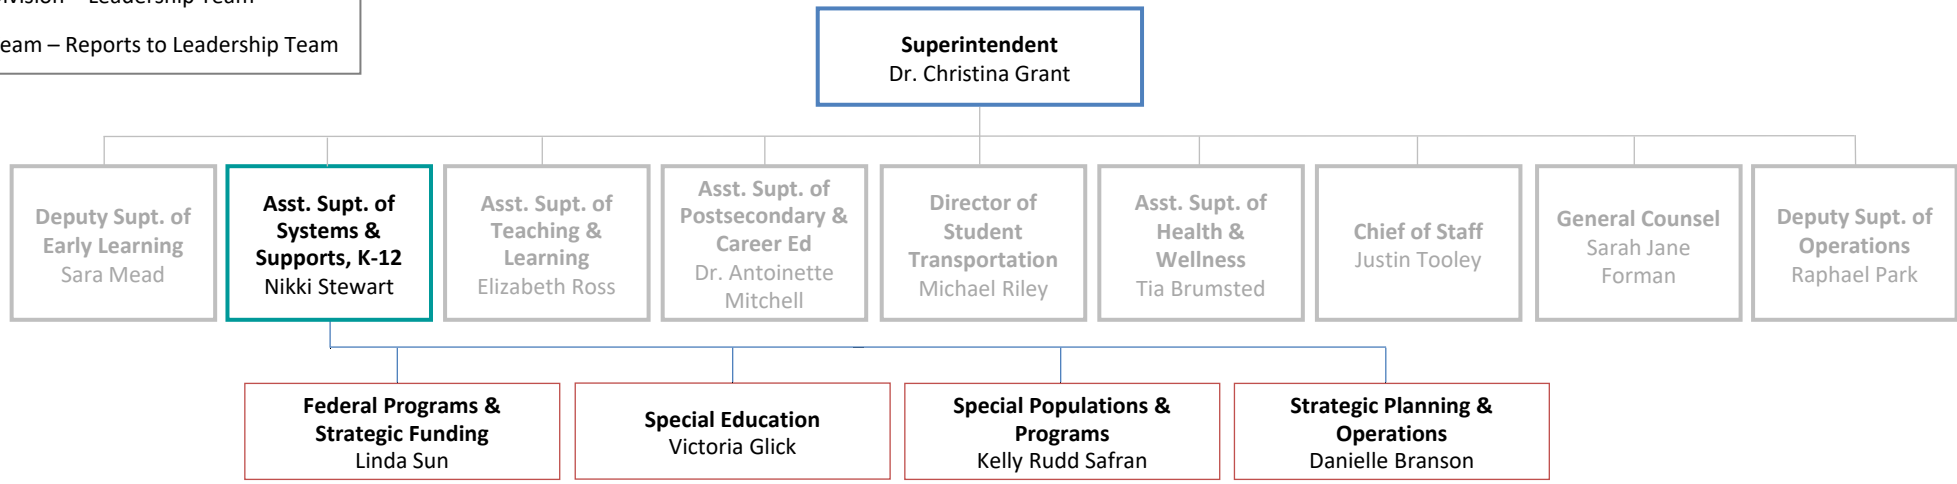 – Leadership Team
– Reports to Leadership Team
Superintendent
Dr. Christina Grant
Deputy Supt. of
Early Learning
Sara Mead
Asst. Supt. of
Systems &
Supports, K-12
Nikki Stewart
Asst. Supt. of
Teaching &
Learning
Elizabeth Ross
Asst. Supt. of
Postsecondary &
Career Ed
Dr. Antoinette
Mitchell
Director of
Student
Transportation
Michael Riley
Asst. Supt. of
Health &
Wellness
Tia Brumsted
Chief of Staff
Justin Tooley
General Counsel
Sarah Jane
Forman
Deputy Supt. of
Operations
Raphael Park
Federal Programs &
Strategic Funding
Linda Sun
Special Education
Victoria Glick
Special Populations &
Programs
Kelly Rudd Safran
Strategic Planning &
Operations
Danielle Branson